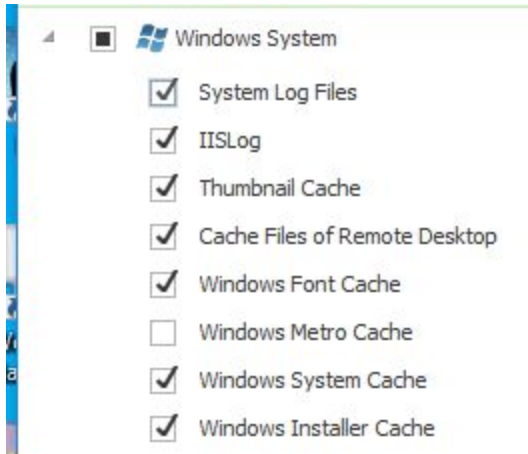 Windows System
System Log Files
IISLog
Thumbnail Cache
Cache Files of Remote Desktop
Windows Font Cache
Windows Metro Cache
Windows System Cache
Windows Installer Cache